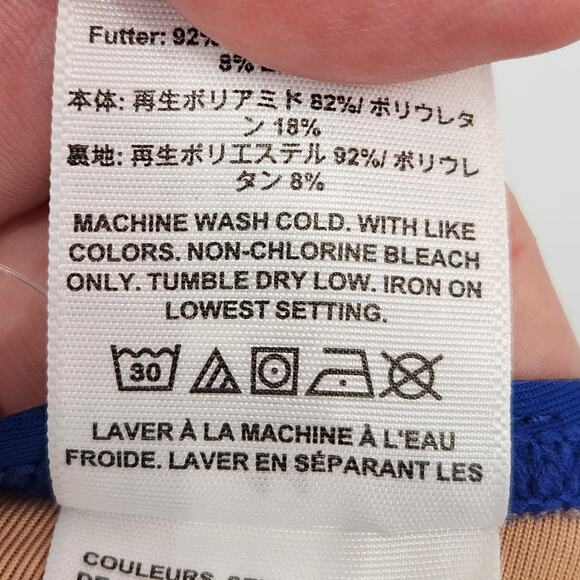 Futter: 92%
8%
本体: 再生ポリアミド 82%/ ポリウレタ
ン 18%
裏地: 再生ポリエステル 92%/ ポリウレ
タン 8%
MACHINE WASH COLD. WITH LIKE
COLORS. NON-CHLORINE BLEACH
ONLY. TUMBLE DRY LOW. IRON ON
LOWEST SETTING.
30
LAVER À LA MACHINE À L'EAU
FROIDE. LAVER EN SÉPARANT LES
COULEURS.